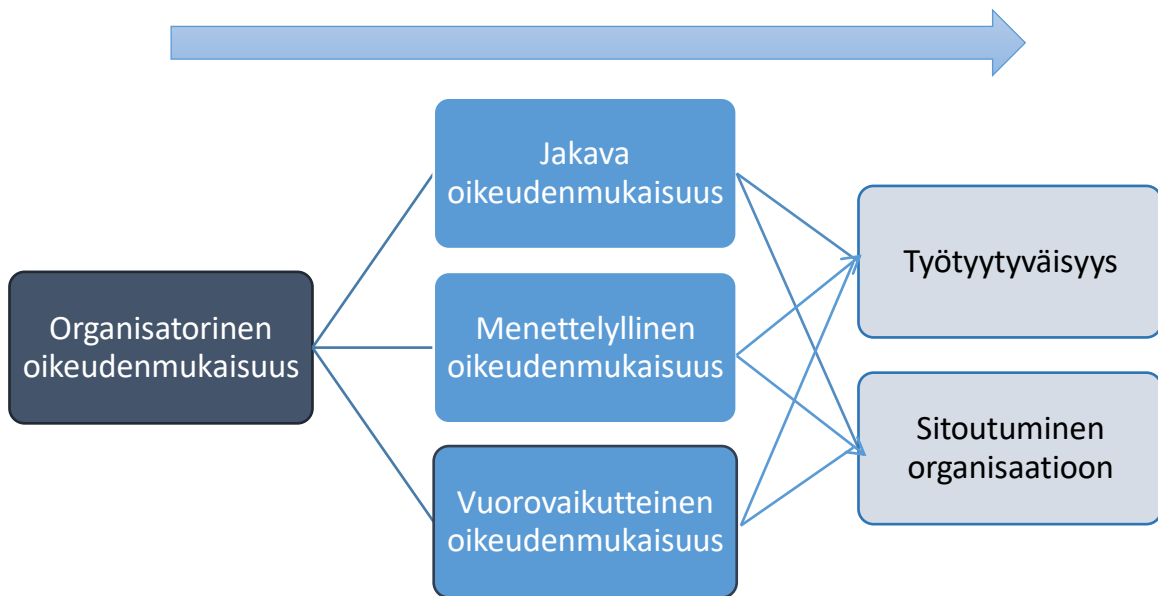 Organisatorinen
oikeudenmukaisuus
Jakava
oikeudenmukaisuus
Menettelyllinen
oikeudenmukaisuus
Vuorovaikutteinen
oikeudenmukaisuus
Työtyytyväisyys
Sitoutuminen
organisaatioon